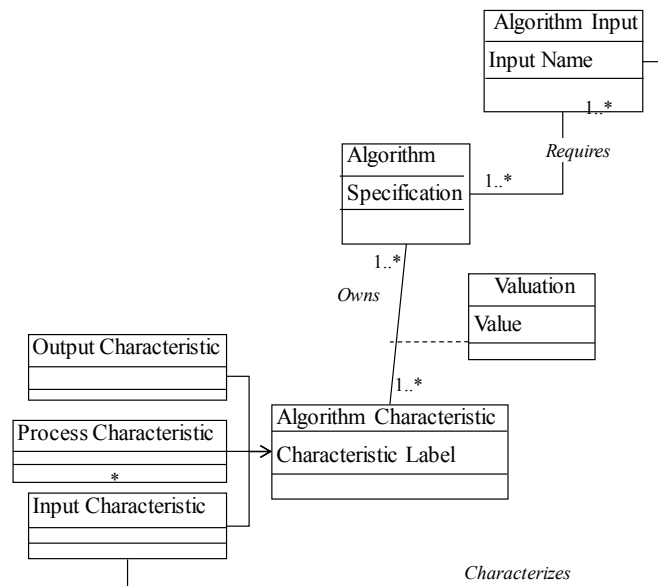 Algorithm Input
Input Name
1..*
Requires
Algorithm
Specification
1..*
1..*
Owns
Valuation
Value
Output Characteristic
1..*
Algorithm Characteristic
Process Characteristic
Characteristic Label
*
Input Characteristic
Characterizes